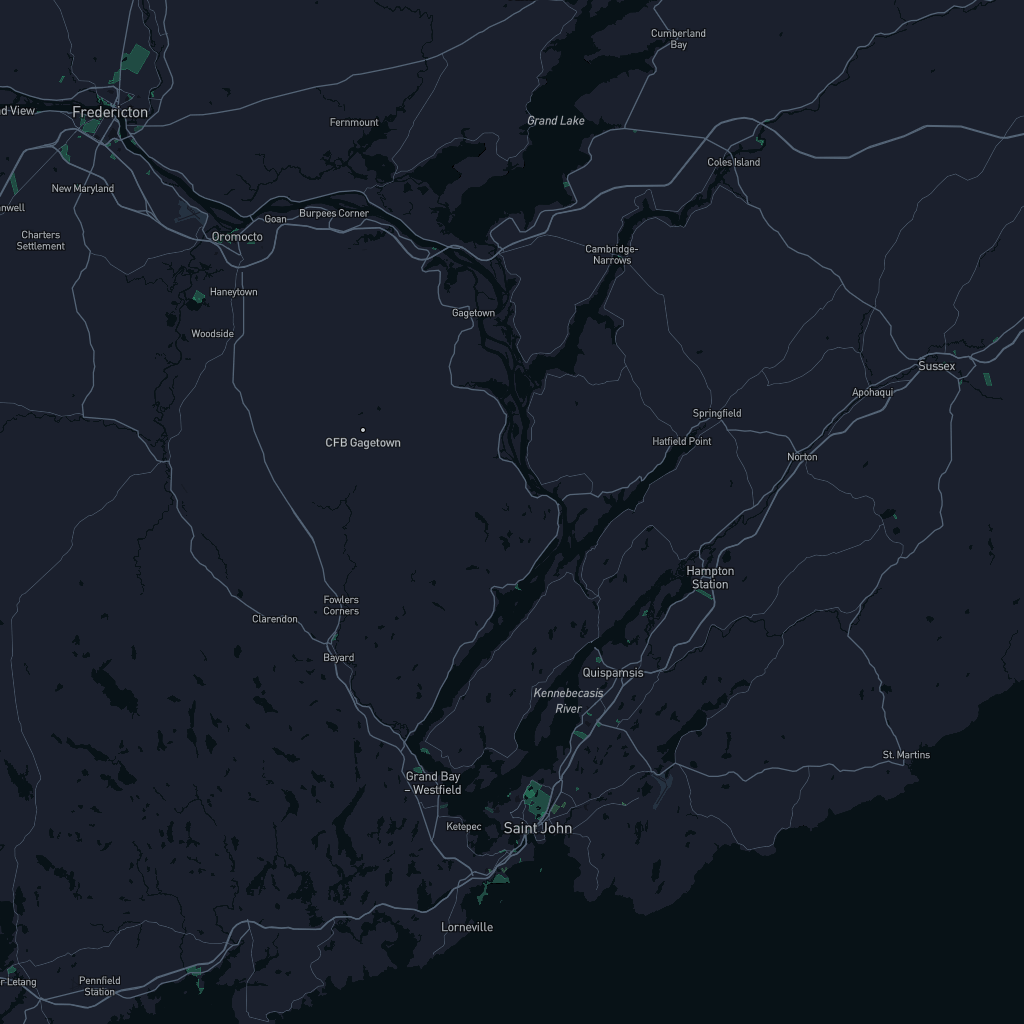 Cumberland
Bay
Grand Lake
d View
Fredericton
Fernmount
Coles Island
New Maryland
nwell
Burpees Corner
Goan
Charters
Settlement
Oromocto
Cambridge-
Narrows
Haneytown
Gagetown
Woodside
Sussex
Apohaqui
Springfield
CFB Gagetown
Hatfield Point
Norton
Hampton
Station
Fowlers
Corners
Clarendon
Bayard
Quispamsis
Kennebecasis
River
St. Martins
Grand Bay
– Westfield
Ketepec
Saint John
Lorneville
r Letang
Pennfield
Station